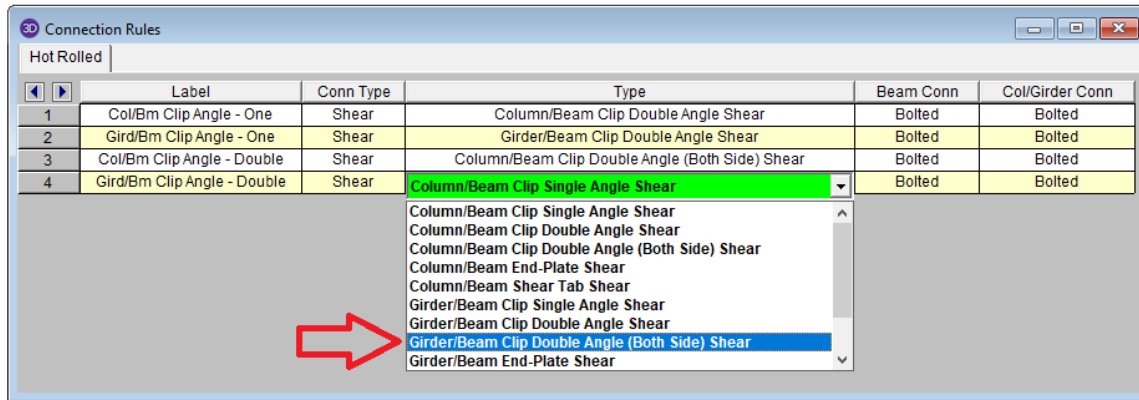 3D Connection Rules
Hot Rolled
Label Conn Type Type Beam Conn Col/Girder Conn
1 Col/Bm Clip Angle - One Shear Column/Beam Clip Double Angle Shear Bolted Bolted
2 Gird/Bm Clip Angle - One Shear Girder/Beam Clip Double Angle Shear Bolted Bolted
3 Col/Bm Clip Angle - Double Shear Column/Beam Clip Double Angle (Both Side) Shear Bolted Bolted
4 Gird/Bm Clip Angle - Double Shear Column/Beam Clip Single Angle Shear Bolted Bolted
Column/Beam Clip Single Angle Shear
Column/Beam Clip Double Angle Shear
Column/Beam Clip Double Angle (Both Side) Shear
Column/Beam End-Plate Shear
Column/Beam Shear Tab Shear
Girder/Beam Clip Single Angle Shear
Girder/Beam Clip Double Angle Shear
Girder/Beam Clip Double Angle (Both Side) Shear
Girder/Beam End-Plate Shear